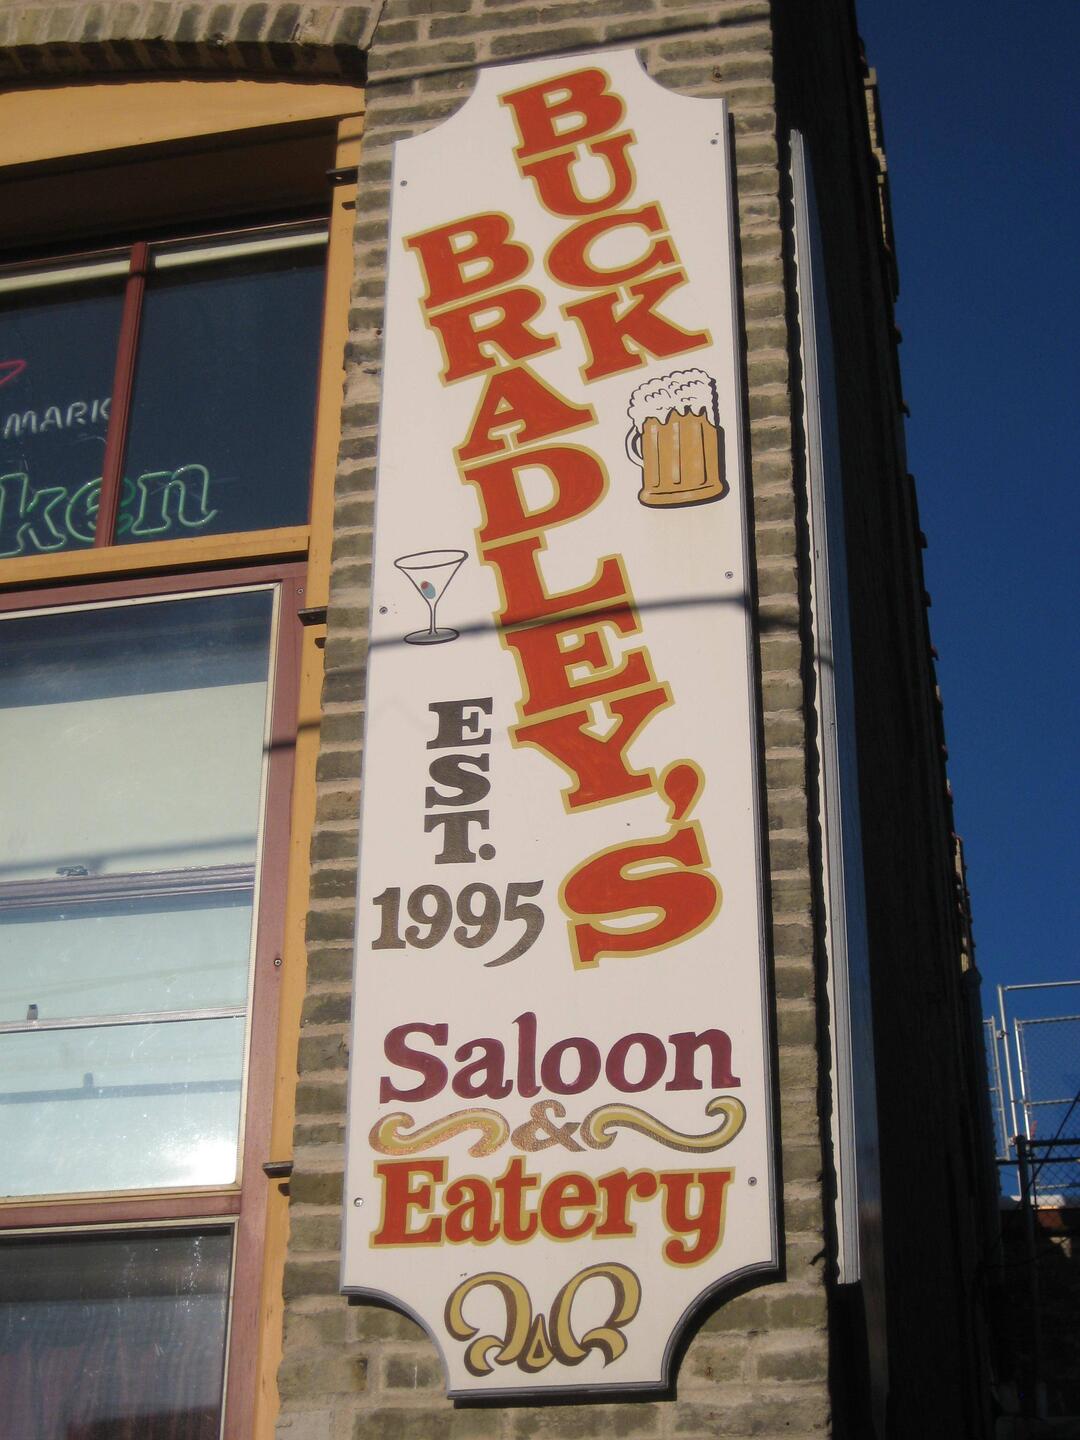 BUCK
BRADLEY'S
EST.
1995
Saloon
&
Eatery
MARK
ken